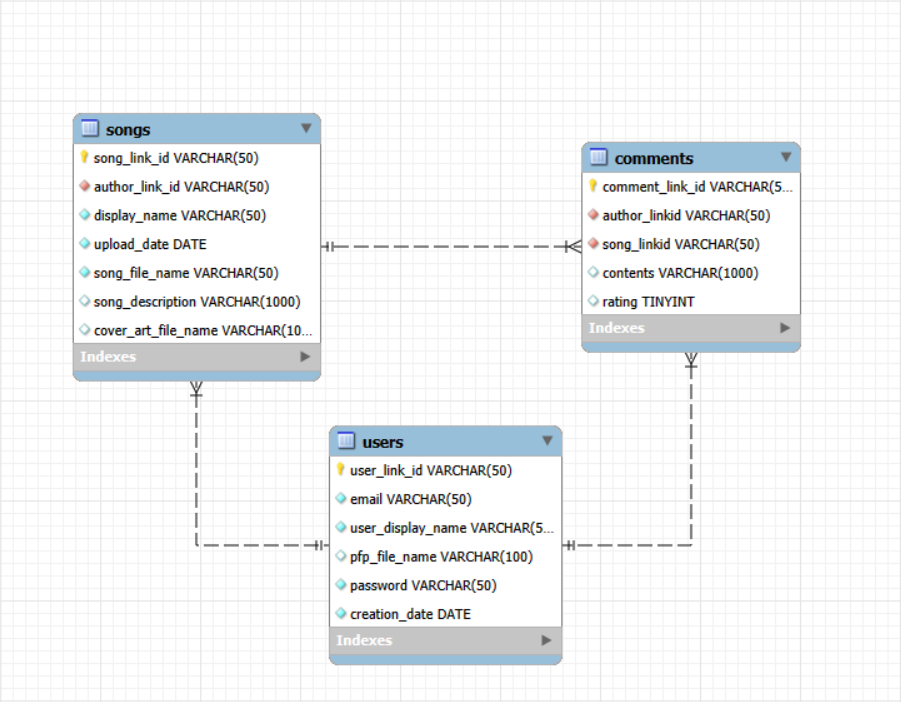 songs
song_link_id VARCHAR(50)
author_link_id VARCHAR(50)
display_name VARCHAR(50)
upload_date DATE
song_file_name VARCHAR(50)
song_description VARCHAR(1000)
cover_art_file_name VARCHAR(10...
Indexes
comments
comment_link_id VARCHAR(5...
author_linkid VARCHAR(50)
song_linkid VARCHAR(50)
contents VARCHAR(1000)
rating TINYINT
Indexes
users
user_link_id VARCHAR(50)
email VARCHAR(50)
user_display_name VARCHAR(5...
pfp_file_name VARCHAR(100)
password VARCHAR(50)
creation_date DATE
Indexes